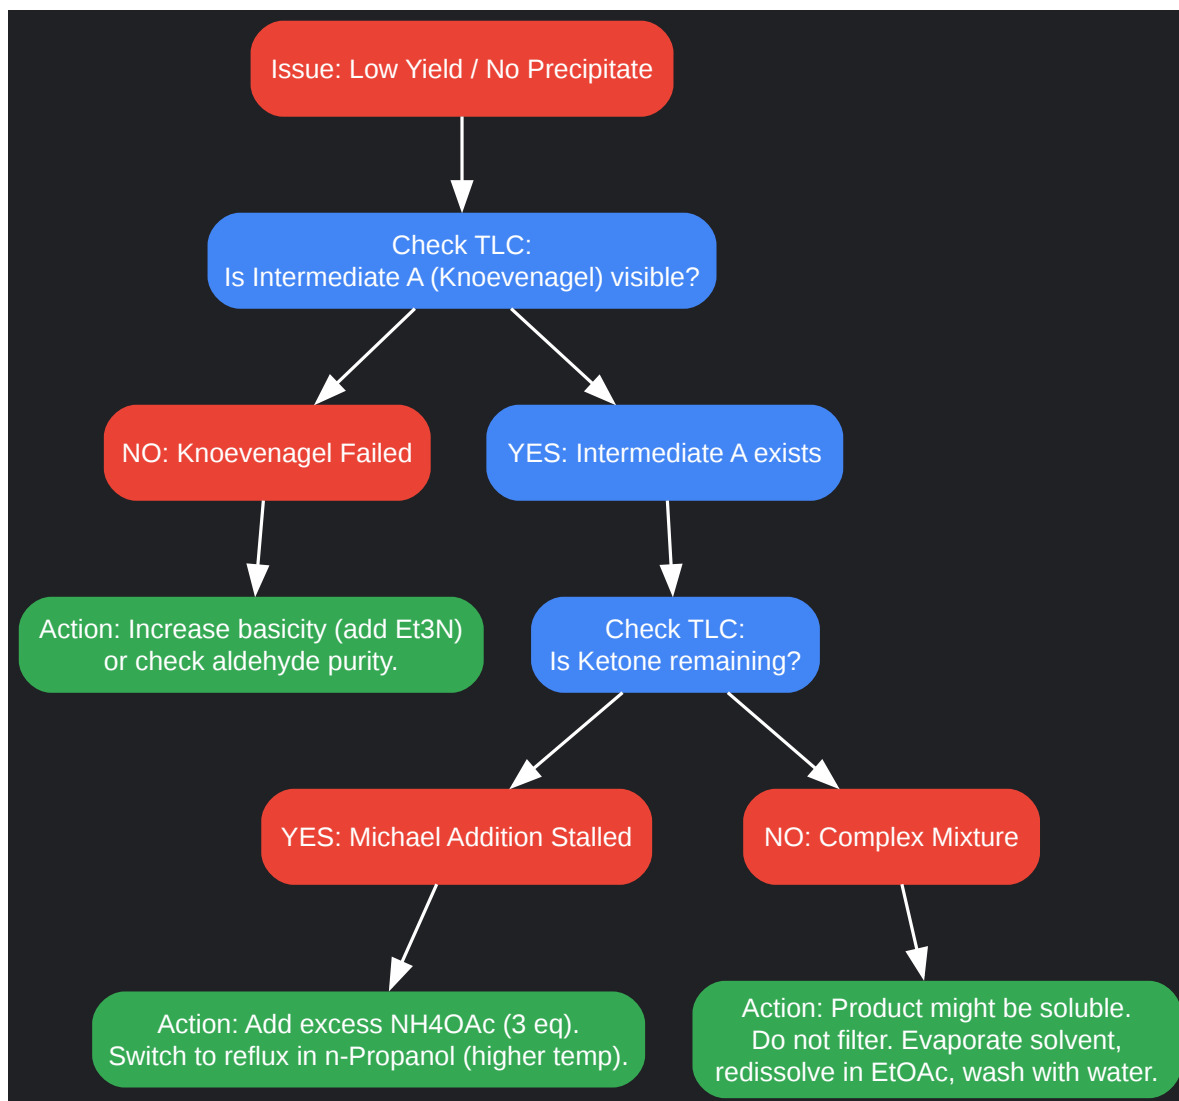 Issue: Low Yield / No Precipitate
Check TLC:
Is Intermediate A (Knoevenagel) visible?
NO: Knoevenagel Failed
YES: Intermediate A exists
Action: Increase basicity (add Et3N)
or check aldehyde purity.
Check TLC:
Is Ketone remaining?
YES: Michael Addition Stalled
NO: Complex Mixture
Action: Add excess NH4OAc (3 eq).
Switch to reflux in n-Propanol (higher temp).
Action: Product might be soluble.
Do not filter. Evaporate solvent,
redissolve in EtOAc, wash with water.